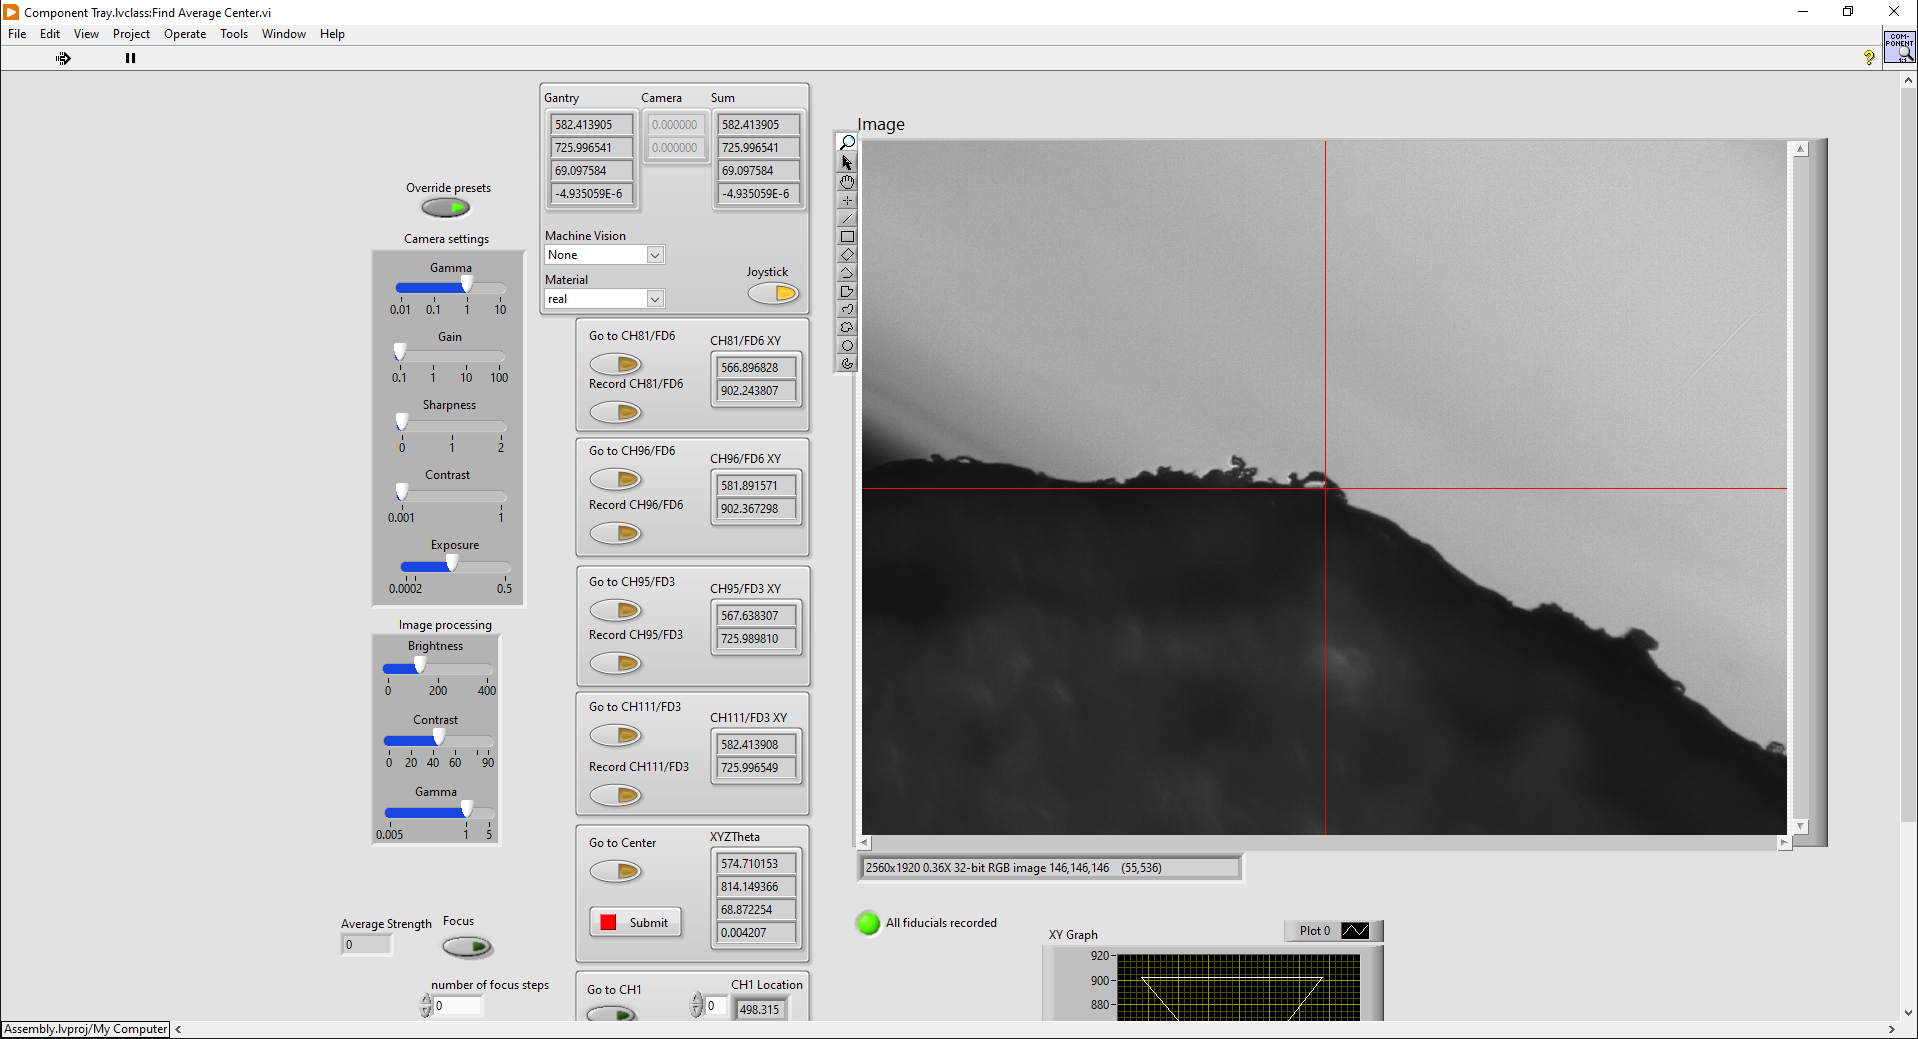 Component Tray.lvclass:Find Average Center.vi
File Edit View Project Operate Tools Window Help
COM-
PONENT
Gantry Camera Sum
582.413905 0.000000 582.413905
725.996541 0.000000 725.996541
69.097584 69.097584
-4.935059E-6 -4.935059E-6
Machine Vision
None
Material
real
Joystick
Override presets
Camera settings
Gamma
0.01 0.1 1 10
Gain
0.1 1 10 100
Sharpness
0 1 2
Contrast
0.001 1
Exposure
0.0002 0.5
Image processing
Brightness
0 200 400
Contrast
0 20 40 60 90
Gamma
0.005 1 5
Average Strength
0
Focus
number of focus steps
0
Go to CH81/FD6
Record CH81/FD6
CH81/FD6 XY
566.896828
902.243807
Go to CH96/FD6
Record CH96/FD6
CH96/FD6 XY
581.891571
902.367298
Go to CH95/FD3
Record CH95/FD3
CH95/FD3 XY
567.638307
725.989810
Go to CH111/FD3
Record CH111/FD3
CH111/FD3 XY
582.413908
725.996549
Go to Center
Submit
XYZTheta
574.710153
814.149366
68.872254
0.004207
Go to CH1
0
CH1 Location
498.315
Image
2560x1920 0.36X 32-bit RGB image 146,146,146 (55,536)
All fiducials recorded
XY Graph
Plot 0
920
900
880
Assembly.lvproj/My Computer